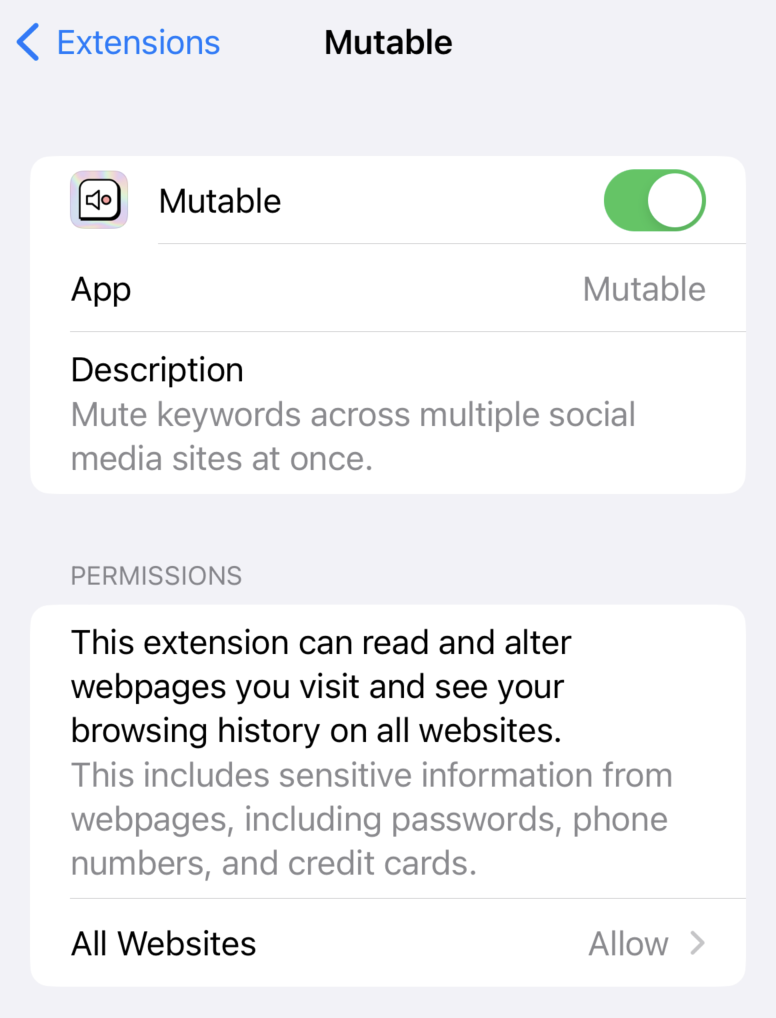 Extensions
Mutable
Mutable
App
Mutable
Description
Mute keywords across multiple social
media sites at once.
PERMISSIONS
This extension can read and alter
webpages you visit and see your
browsing history on all websites.
This includes sensitive information from
webpages, including passwords, phone
numbers, and credit cards.
All Websites
Allow